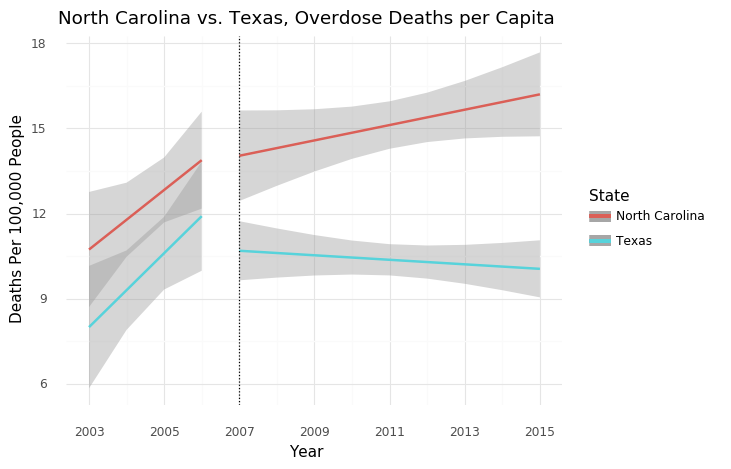 North Carolina vs. Texas, Overdose Deaths per Capita
Deaths Per 100,000 People
18
15
12
9
6
2003 2005 2007 2009 2011 2013 2015
Year
State
North Carolina
Texas